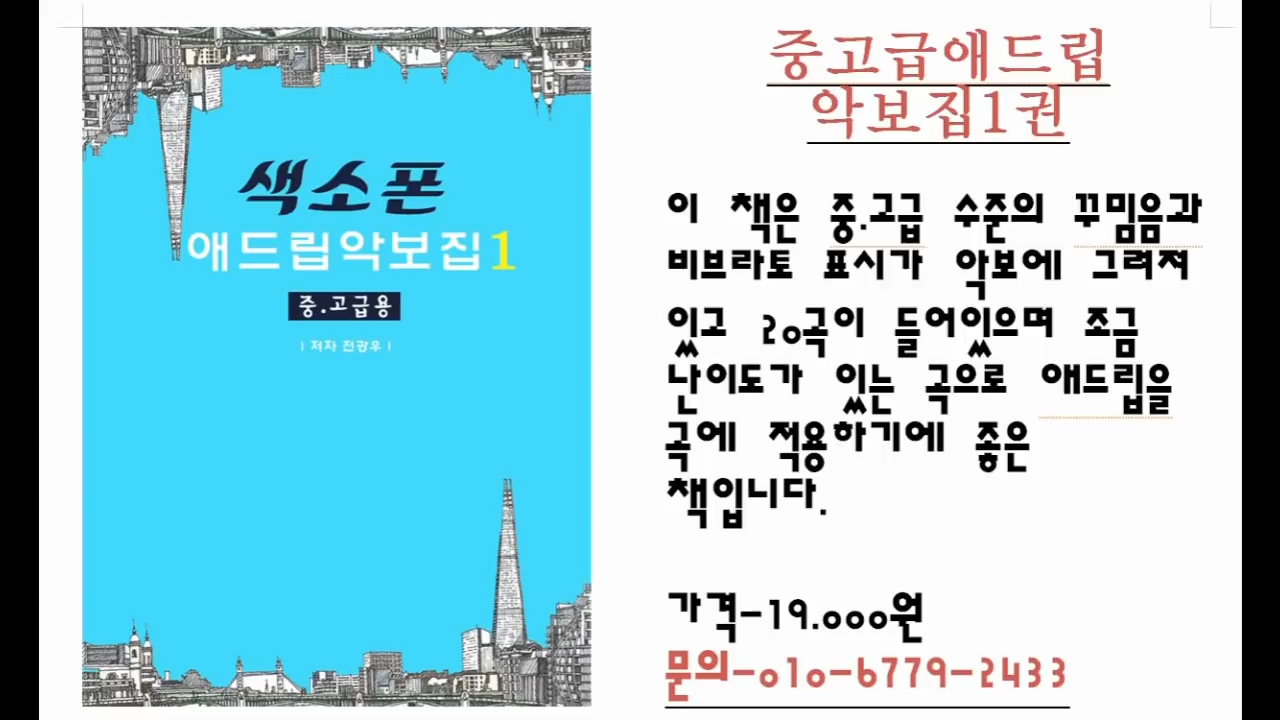 색소폰
애드립악보집1
중.고급용
| 저자 전광우 |
중고급애드립
악보집1권
이 책은 중.고급 수준의 꾸밈음과
비브라토 표시가 악보에 그려져
있고 20곡이 들어있으며 조금
난이도가 있는 곡으로 애드립을
곡에 적용하기에 좋은
책입니다.
가격-19.000원
문의-010-6779-2433